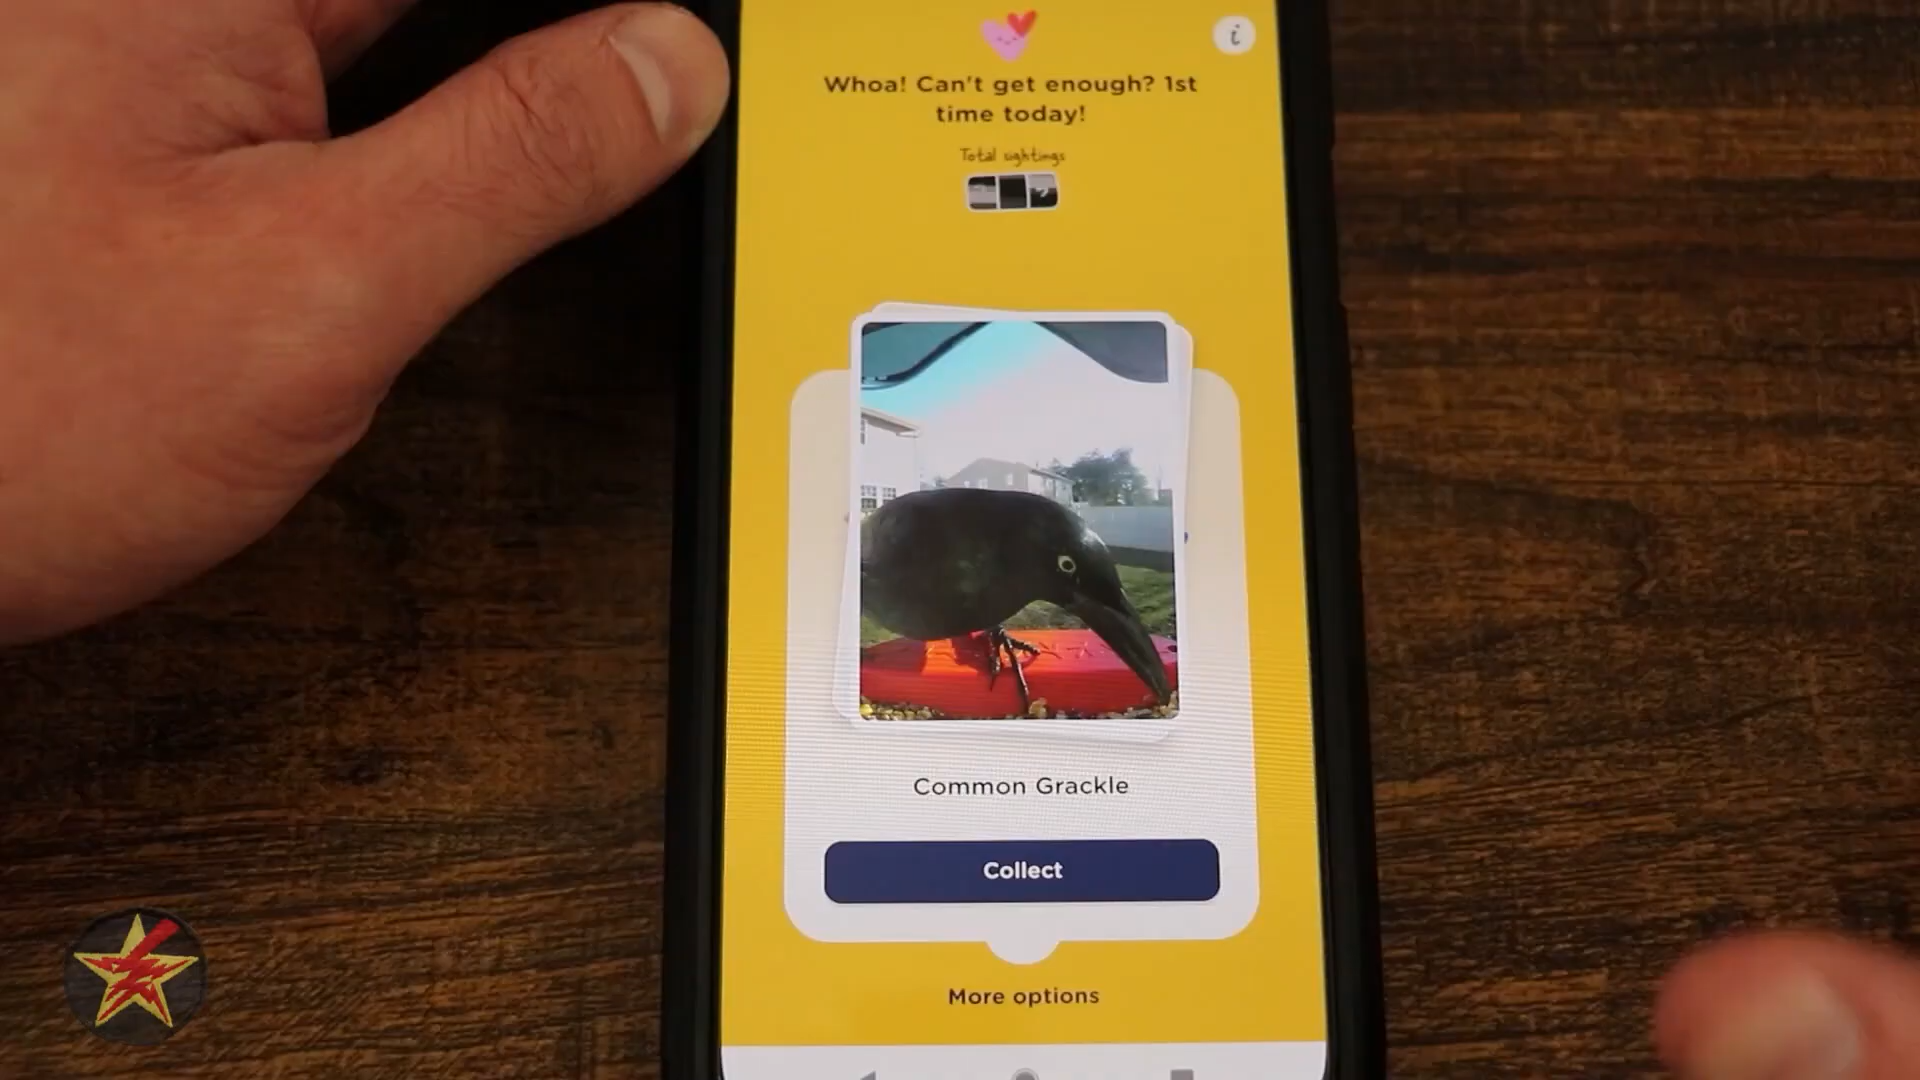 i
Whoa! Can't get enough? 1st
time today!
Total sightings
Common Grackle
Collect
More options